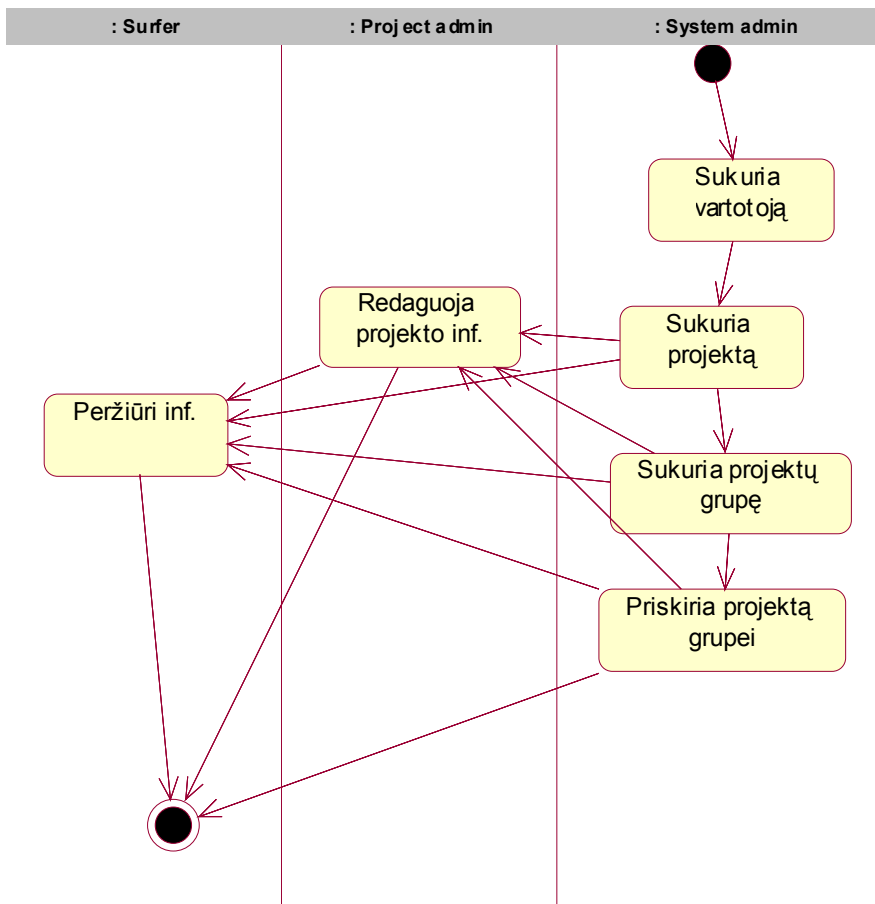 : Surfer
: Project admin
: System admin
Sukuria
vartotoją
Redaguoja
projekto inf.
Sukuria
projektą
Peržiūri inf.
Sukuria projektų
grupę
Priskiria projektą
grupei